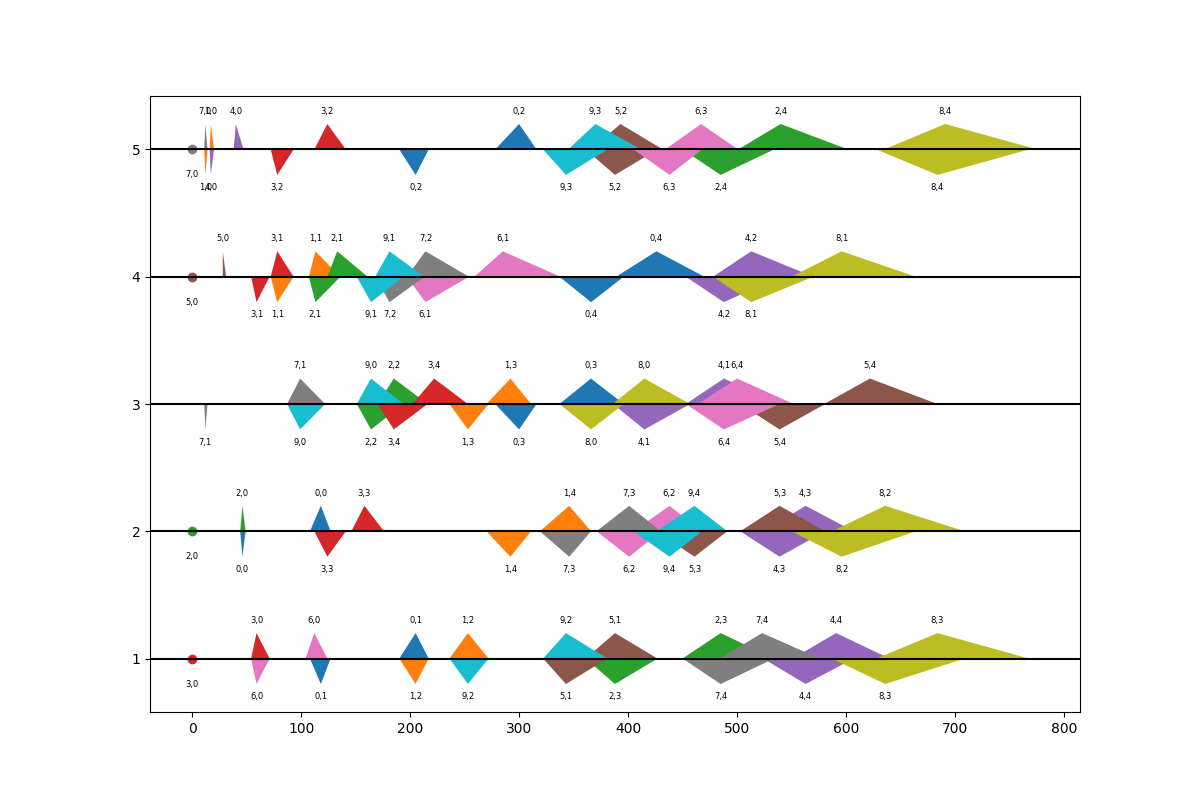 4,0 3,2 0,2 9,3 5,2 6,3 2,4 8,4
5
7,0
3,2 0,2 9,3 5,2 6,3 2,4 8,4
5,0 3,1 1,1 2,1 9,1 7,2 6,1 0,4 4,2 8,1
4
5,0
3,1 1,1 2,1 9,1 7,2 6,1 0,4 4,2 8,1
7,1 9,0 2,2 3,4 1,3 0,3 8,0 4,1 6,4 5,4
3
7,1 9,0 2,2 3,4 1,3 0,3 8,0 4,1 6,4 5,4
2,0 0,0 3,3 1,4 7,3 6,2 9,4 5,3 4,3 8,2
2
2,0
0,0 3,3 1,4 7,3 6,2 9,4 5,3 4,3 8,2
3,0 6,0 0,1 1,2 9,2 5,1 2,3 7,4 4,4 8,3
1
3,0
6,0 0,1 1,2 9,2 5,1 2,3 7,4 4,4 8,3
0 100 200 300 400 500 600 700 800